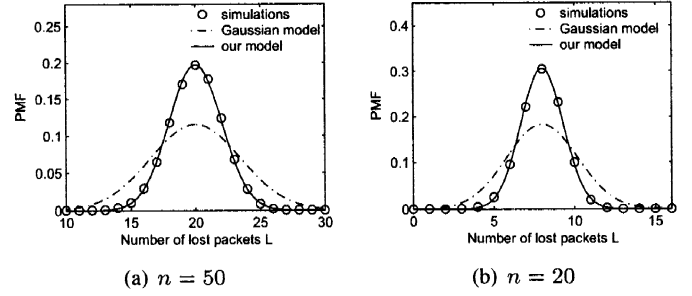 0.25
0.2
0.15
0.1
0.05
0
PMF
simulations
Gaussian model
our model
10 15 20 25 30
Number of lost packets L
(a) n = 50
0.4
0.3
0.2
0.1
0
PMF
simulations
Gaussian model
our model
0 5 10 15
Number of lost packets L
(b) n = 20